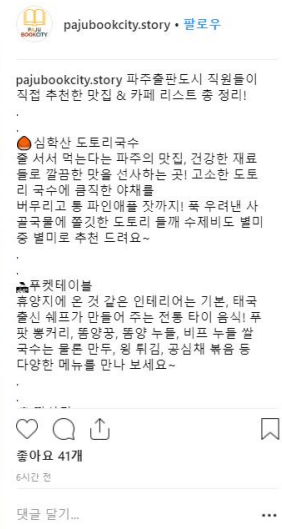 PAJU
BOOKCITY
pajubookcity.story • 팔로우
pajubookcity.story 파주출판도시 직원들이
직접 추천한 맛집 & 카페 리스트 총 정리!
.
.
심학산 도토리국수
줄 서서 먹는다는 파주의 맛집, 건강한 재료
들로 깔끔한 맛을 선사하는 곳! 고소한 도토
리 국수에 큼직한 야채를
버무리고 통 파인애플 잣까지! 푹 우려낸 사
골국물에 쫄깃한 도토리 들깨 수제비도 별미
중 별미로 추천 드려요~
.
.
푸켓테이블
휴양지에 온 것 같은 인테리어는 기본, 태국
출신 쉐프가 만들어 주는 전통 타이 음식! 푸
팟 뽕커리, 똠양꿍, 똠양 누들, 비프 누들 쌀
국수는 물론 만두, 윙 튀김, 공심채 볶음 등
다양한 메뉴를 만나 보세요~
.
.
좋아요 41개
6시간 전
댓글 달기...